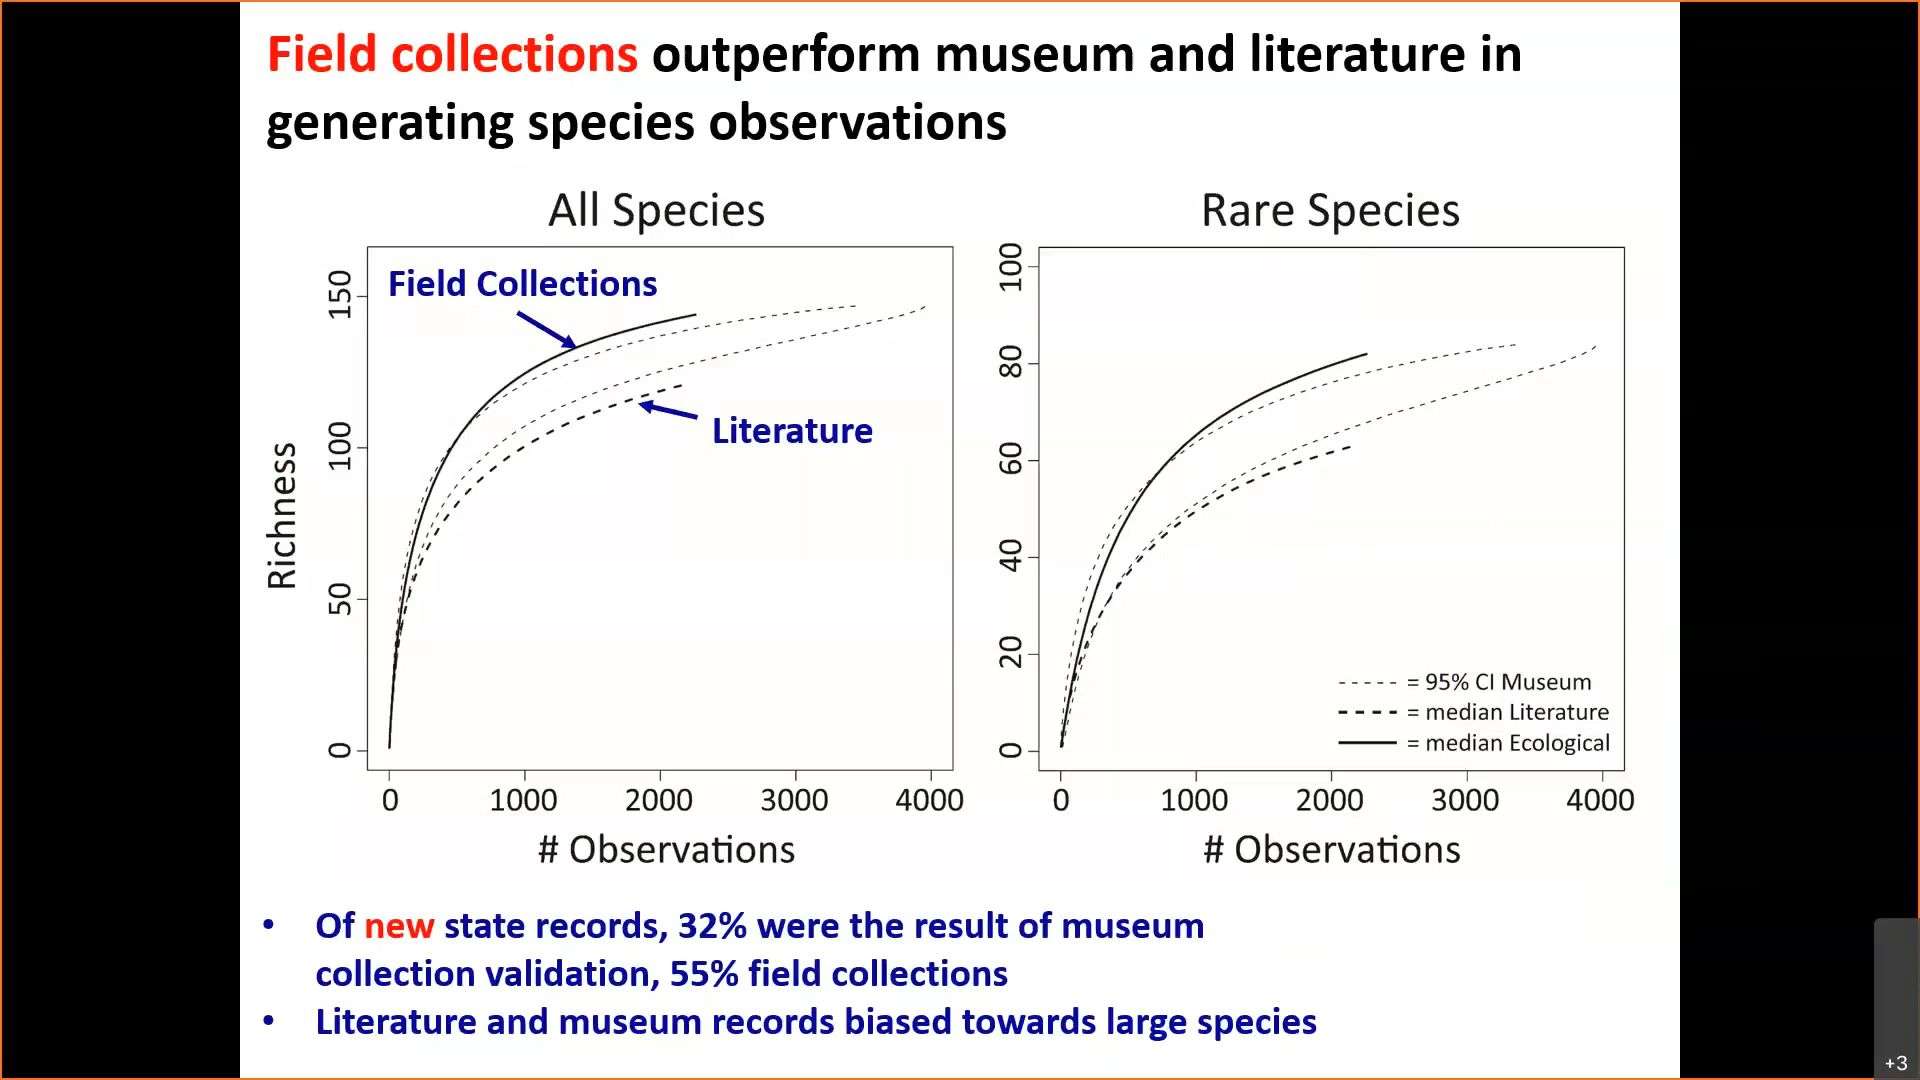 Field collections outperform museum and literature in
generating species observations
All Species
Rare Species
Field Collections
Literature
Richness
150
100
50
0
0 1000 2000 3000 4000
# Observations
100
80
60
40
20
0
= 95% CI Museum
= median Literature
= median Ecological
0 1000 2000 3000 4000
# Observations
• Of new state records, 32% were the result of museum
collection validation, 55% field collections
• Literature and museum records biased towards large species
+3